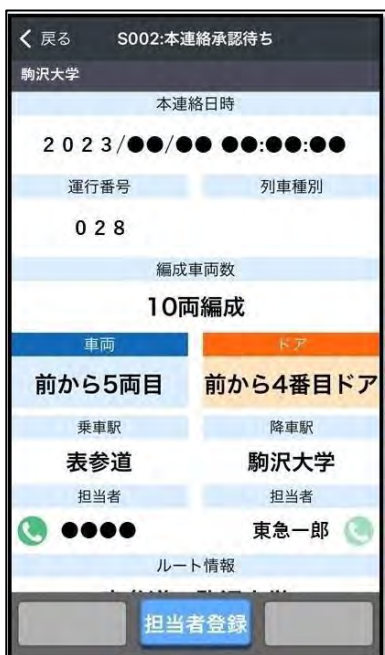 戻る S002:本連絡承認待ち
駒沢大学
本連絡日時
2023/●●/●● ●●:●●:●●
運行番号 列車種別
028
編成車両数
10両編成
車両 ドア
前から5両目 前から4番目ドア
乗車駅 降車駅
表参道 駒沢大学
担当者 担当者
●●●● 東急一郎
ルート情報
担当者登録